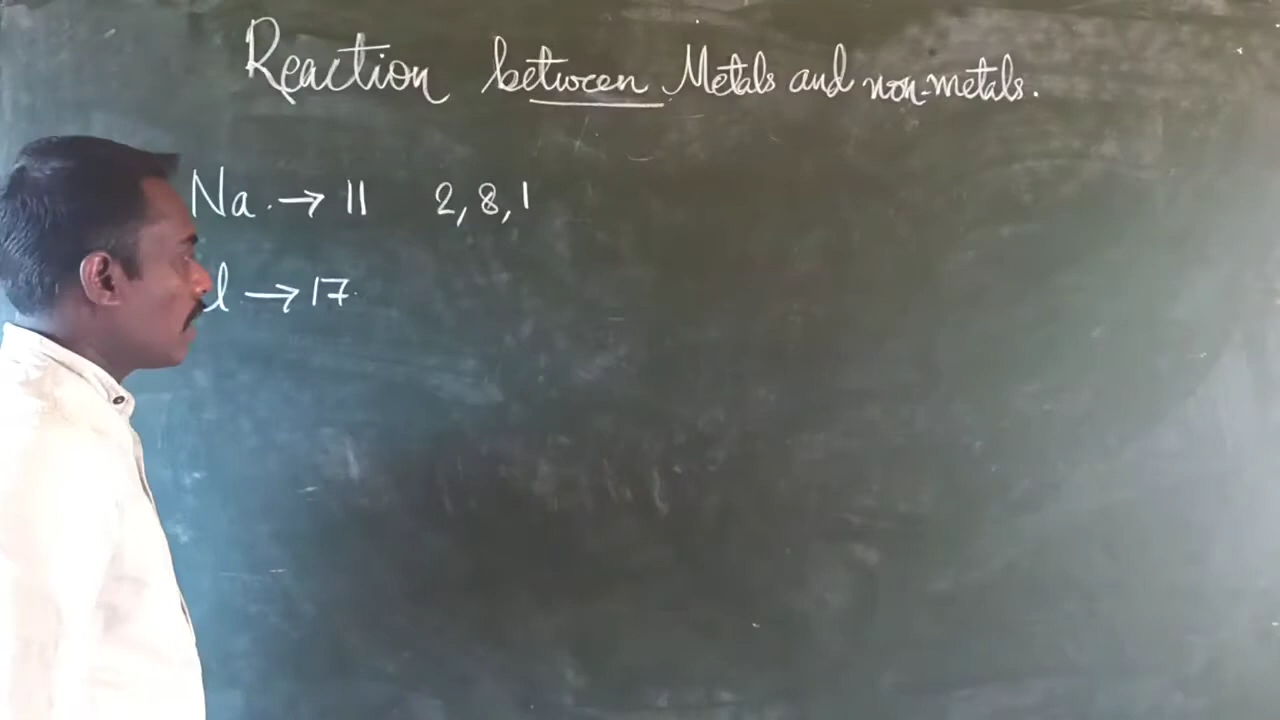 Reaction between Metals and non-metals.
Na → 11 2, 8, 1
l → 17